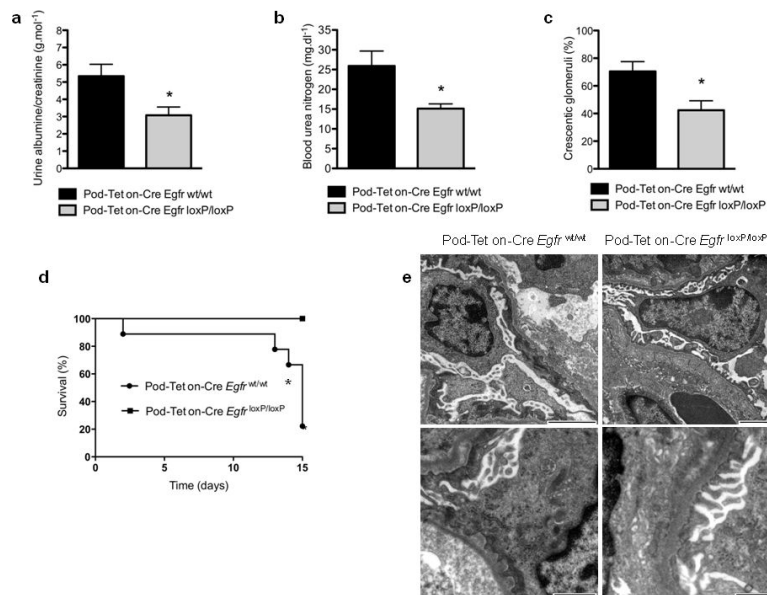 a
Urine albumine/creatinine (g.mol⁻¹)
8
7
6
5
4
3
2
1
0
*
Pod-Tet on-Cre Egfr wt/wt
Pod-Tet on-Cre Egfr loxP/loxP
b
Blood urea nitrogen (mg.dl⁻¹)
35
30
25
20
15
10
5
0
*
Pod-Tet on-Cre Egfr wt/wt
Pod-Tet on-Cre Egfr loxP/loxP
c
Crescentic glomeruli (%)
100
80
60
40
20
0
*
Pod-Tet on-Cre Egfr wt/wt
Pod-Tet on-Cre Egfr loxP/loxP
d
Survival (%)
100
80
60
40
20
0
Pod-Tet on-Cre Egfr wt/wt
*
Pod-Tet on-Cre Egfr loxP/loxP
*
0 5 10 15
Time (days)
e
Pod-Tet on-Cre Egfr wt/wt
Pod-Tet on-Cre Egfr loxP/loxP